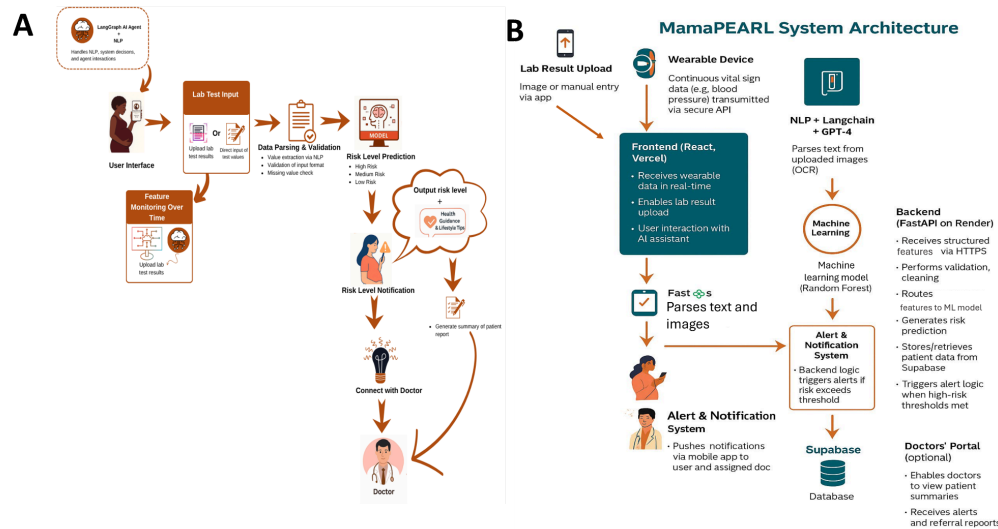 A
LangGraph AI Agent
+
NLP
Handles NLP, system decisions,
and agent interactions
User Interface
Lab Test Input
Or
Upload lab
test results
Direct input of
test values
Data Parsing & Validation
• Value extraction via NLP
• Validation of input format
• Missing value check
MODEL
Risk Level Prediction
• High Risk
• Medium Risk
• Low Risk
Feature
Monitoring Over
Time
Upload lab
test results
Output risk level
+
Health
Guidance
& Lifestyle Tips
Risk Level Notification
• Generate summary of patient
report
Connect with Doctor
Doctor
B
MamaPEARL System Architecture
Lab Result Upload
Image or manual entry
via app
Wearable Device
Continuous vital sign
data (e.g, blood
pressure) transmitted
via secure API
NLP + Langchain
+ GPT-4
Parses text from
uploaded images
(OCR)
Frontend (React,
Vercel)
• Receives wearable
data in real-time
• Enables lab result
upload
• User interaction with
AI assistant
Machine
Learning
Machine
learning model
(Random Forest)
Backend
(FastAPI on Render)
• Receives structured
features via HTTPS
• Performs validation,
cleaning
• Routes
features to ML model
• Generates risk
prediction
• Stores/retrieves
patient data from
Supabase
• Triggers alert logic
when high-risk
thresholds met
Parses text and
images
Alert &
Notification
System
• Backend logic
triggers alerts if
risk exceeds
threshold
Alert & Notification
System
• Pushes notifications
via mobile app to
user and assigned doc
Supabase
Database
Doctors' Portal
(optional)
• Ehables doctors
to view patient
summaries
• Receives alerts
and referral repoorts